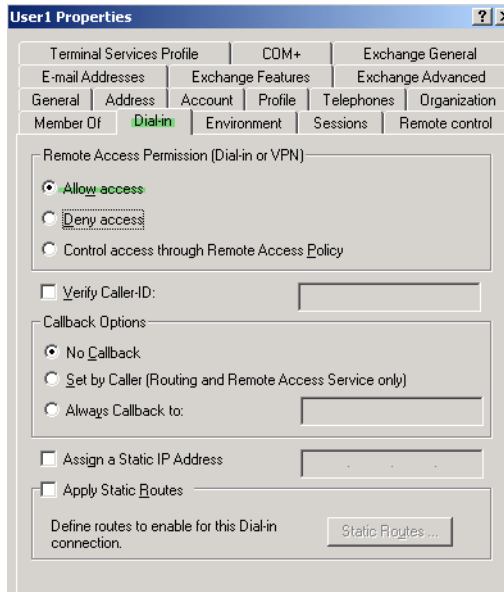 User1 Properties
Terminal Services Profile COM+ Exchange General
E-mail Addresses Exchange Features Exchange Advanced
General Address Account Profile Telephones Organization
Member Of Dial-in Environment Sessions Remote control
Remote Access Permission (Dial-in or VPN)
Allow access
Deny access
Control access through Remote Access Policy
Verify Caller-ID:
Callback Options
No Callback
Set by Caller (Routing and Remote Access Service only)
Always Callback to:
Assign a Static IP Address
Apply Static Routes
Define routes to enable for this Dial-in
connection.
Static Routes ...